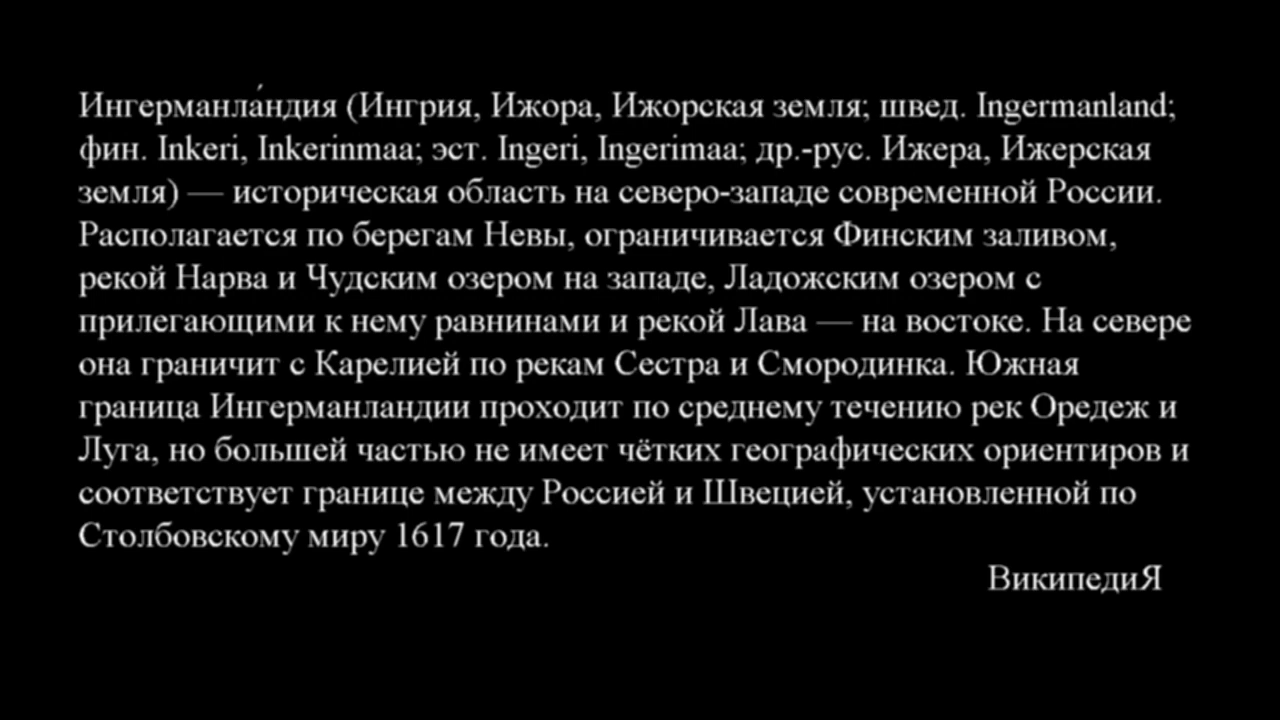 Ингерманла́ндия (Ингрия, Ижора, Ижорская земля; швед. Ingermanland;
фин. Inkeri, Inkerinmaa; эст. Ingeri, Ingerimaa; др.-рус. Ижера, Ижерская
земля) — историческая область на северо-западе современной России.
Располагается по берегам Невы, ограничивается Финским заливом,
рекой Нарва и Чудским озером на западе, Ладожским озером с
прилегающими к нему равнинами и рекой Лава — на востоке. На севере
она граничит с Карелией по рекам Сестра и Смородинка. Южная
граница Ингерманландии проходит по среднему течению рек Оредеж и
Луга, но большей частью не имеет чётких географических ориентиров и
соответствует границе между Россией и Швецией, установленной по
Столбовскому миру 1617 года.
ВикипедиЯ